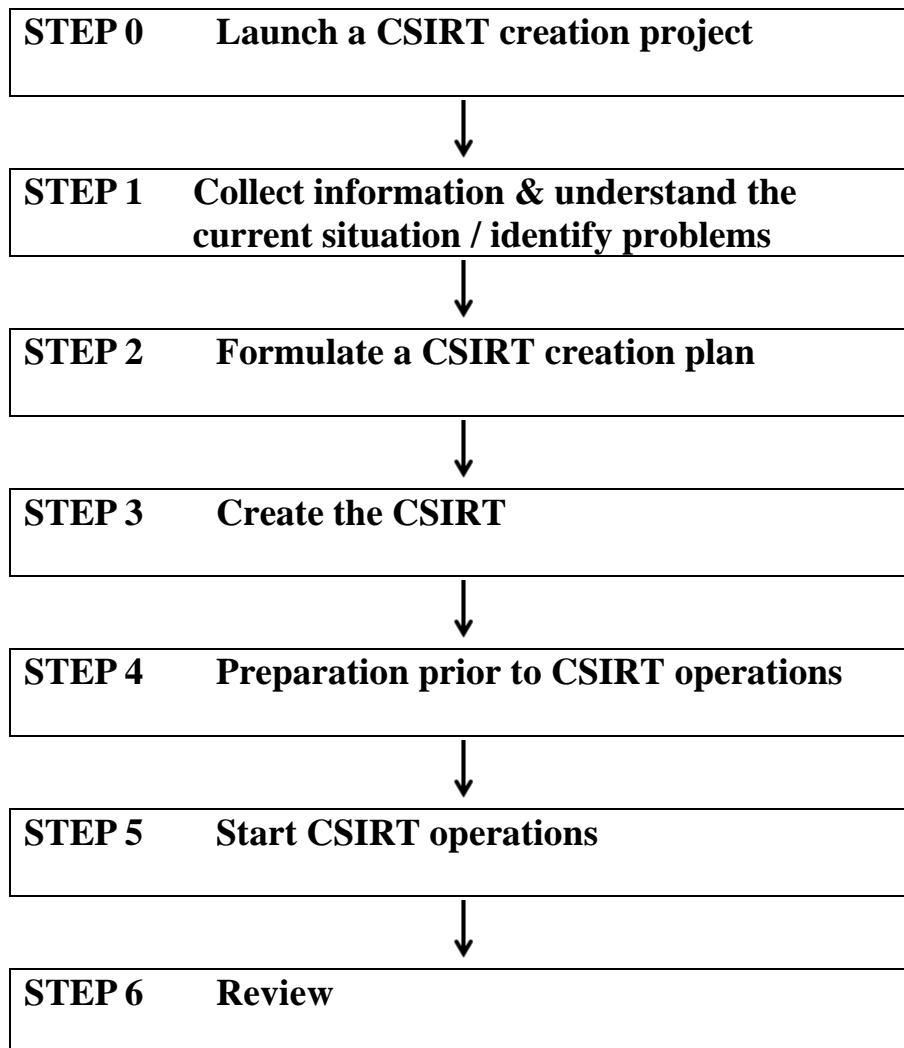 STEP 0 Launch a CSIRT creation project
STEP 1 Collect information & understand the
current situation / identify problems
STEP 2 Formulate a CSIRT creation plan
STEP 3 Create the CSIRT
STEP 4 Preparation prior to CSIRT operations
STEP 5 Start CSIRT operations
STEP 6 Review